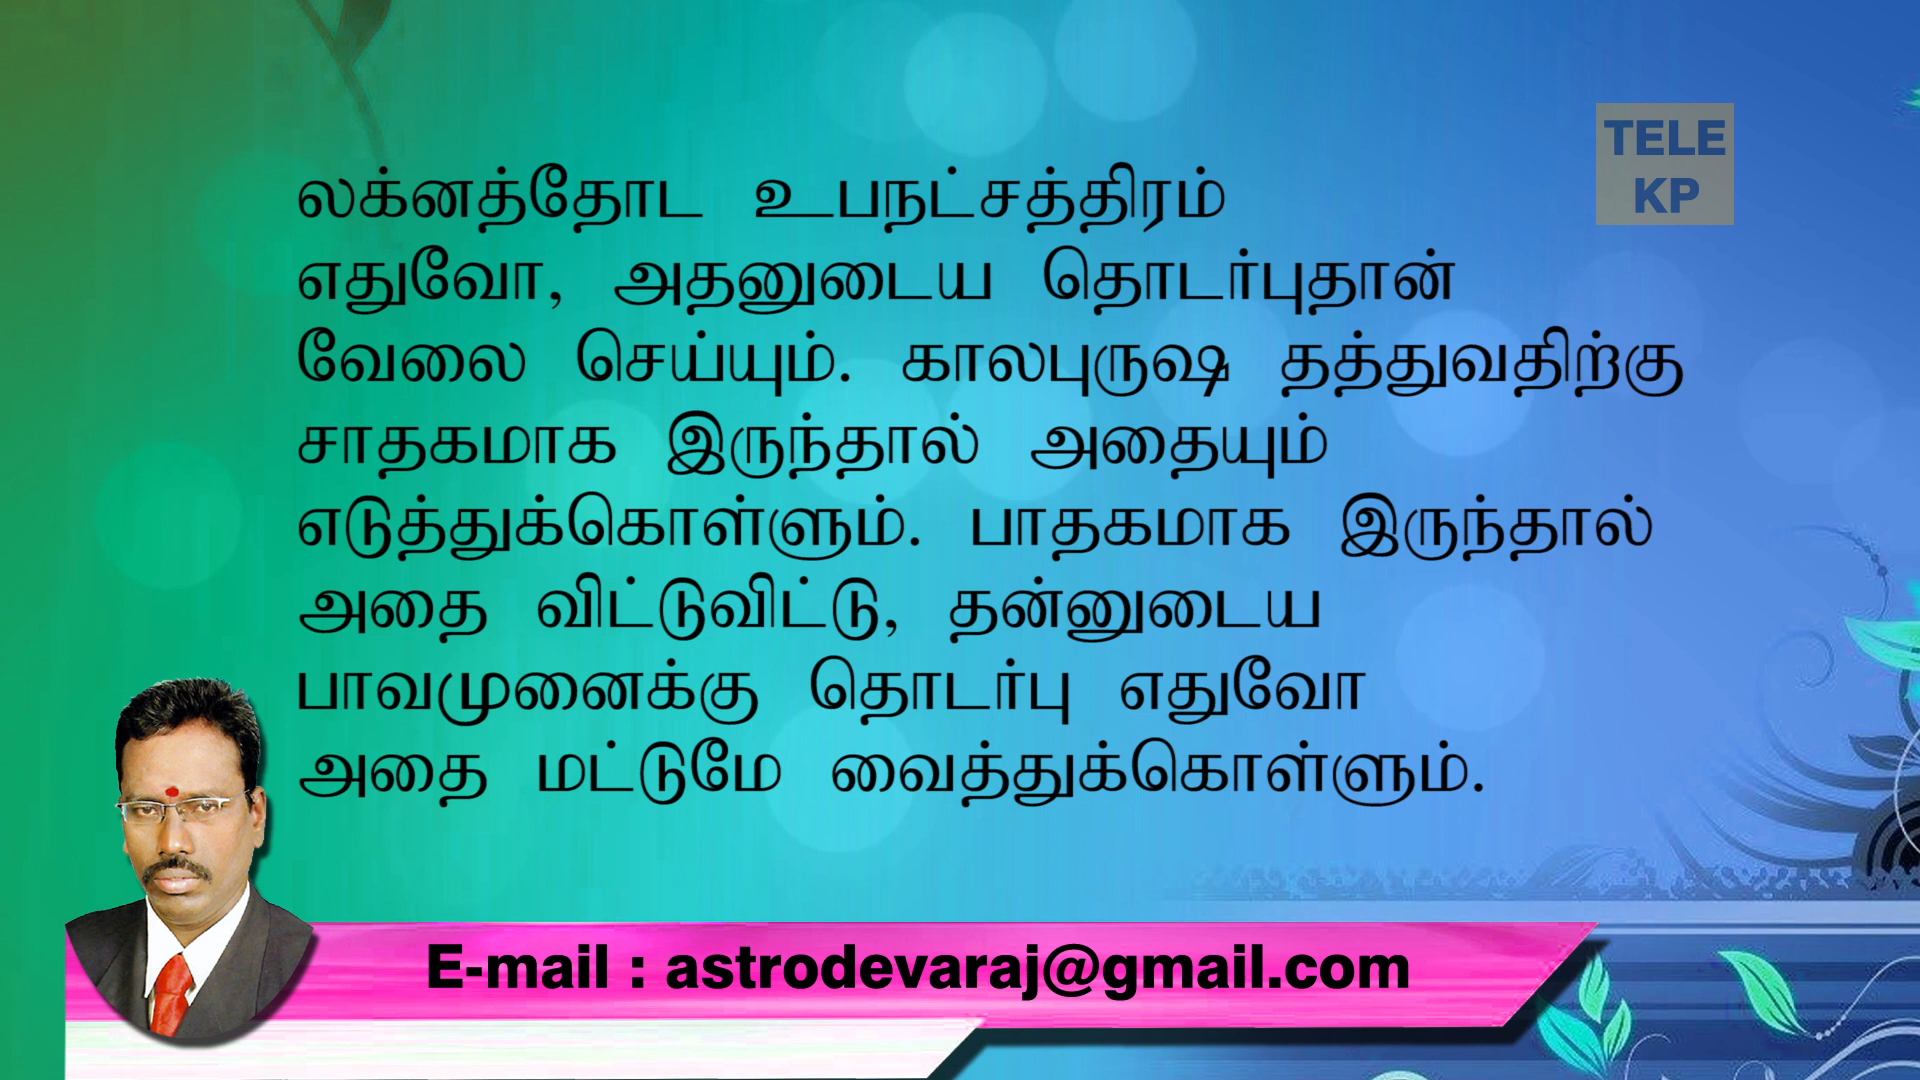 TELE
KP
லக்னத்தோட உபநட்சத்திரம்
எதுவோ, அதனுடைய தொடர்புதான்
வேலை செய்யும். காலபுருஷ தத்துவதிற்கு
சாதகமாக இருந்தால் அதையும்
எடுத்துக்கொள்ளும். பாதகமாக இருந்தால்
அதை விட்டுவிட்டு, தன்னுடைய
பாவமுனைக்கு தொடர்பு எதுவோ
அதை மட்டுமே வைத்துக்கொள்ளும்.
E-mail : astrodevaraj@gmail.com